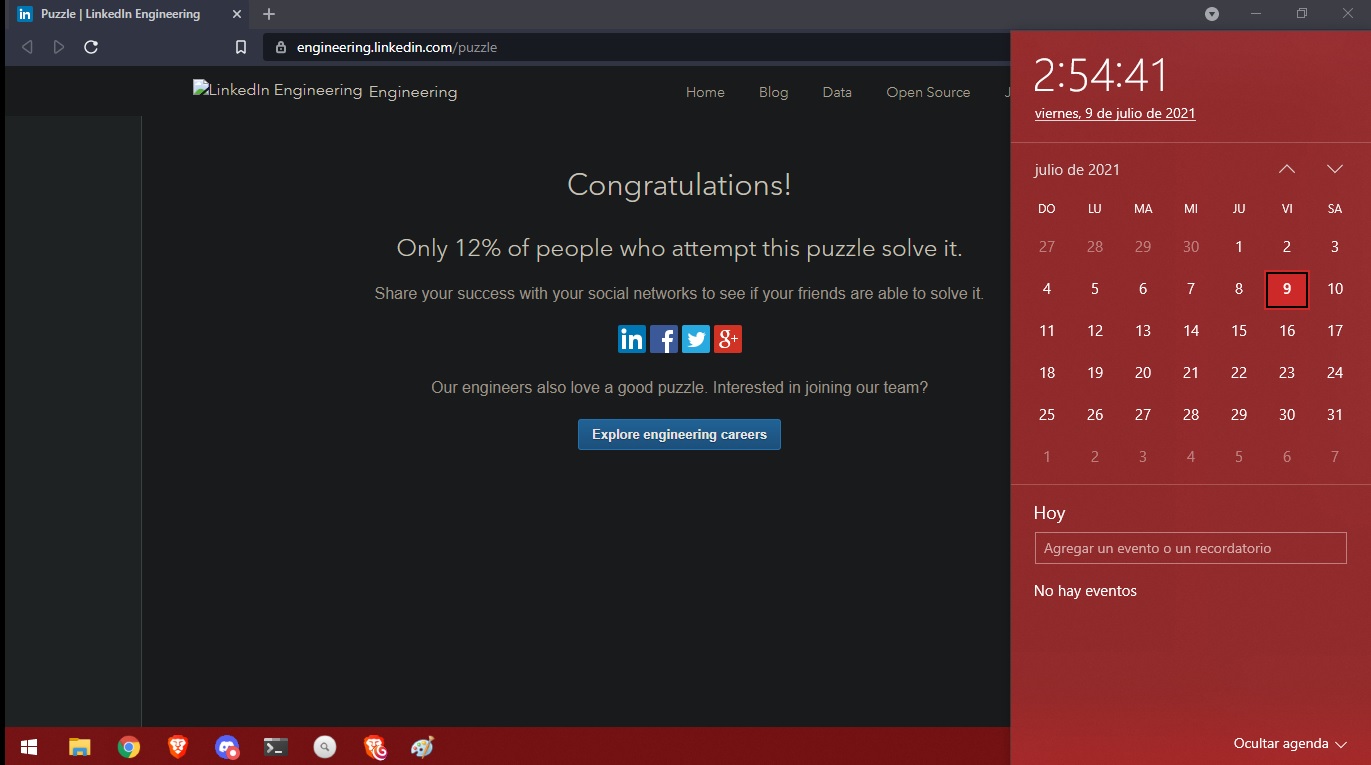 Puzzle | LinkedIn Engineering
engineering.linkedin.com/puzzle
LinkedIn Engineering Engineering
Home Blog Data Open Source J
Congratulations!
Only 12% of people who attempt this puzzle solve it.
Share your success with your social networks to see if your friends are able to solve it.
in f g+
Our engineers also love a good puzzle. Interested in joining our team?
Explore engineering careers
2:54:41
viernes, 9 de julio de 2021
julio de 2021
DO LU MA MI JU VI SA
27 28 29 30 1 2 3
4 5 6 7 8 9 10
11 12 13 14 15 16 17
18 19 20 21 22 23 24
25 26 27 28 29 30 31
1 2 3 4 5 6 7
Hoy
Agregar un evento o un recordatorio
No hay eventos
Ocultar agenda